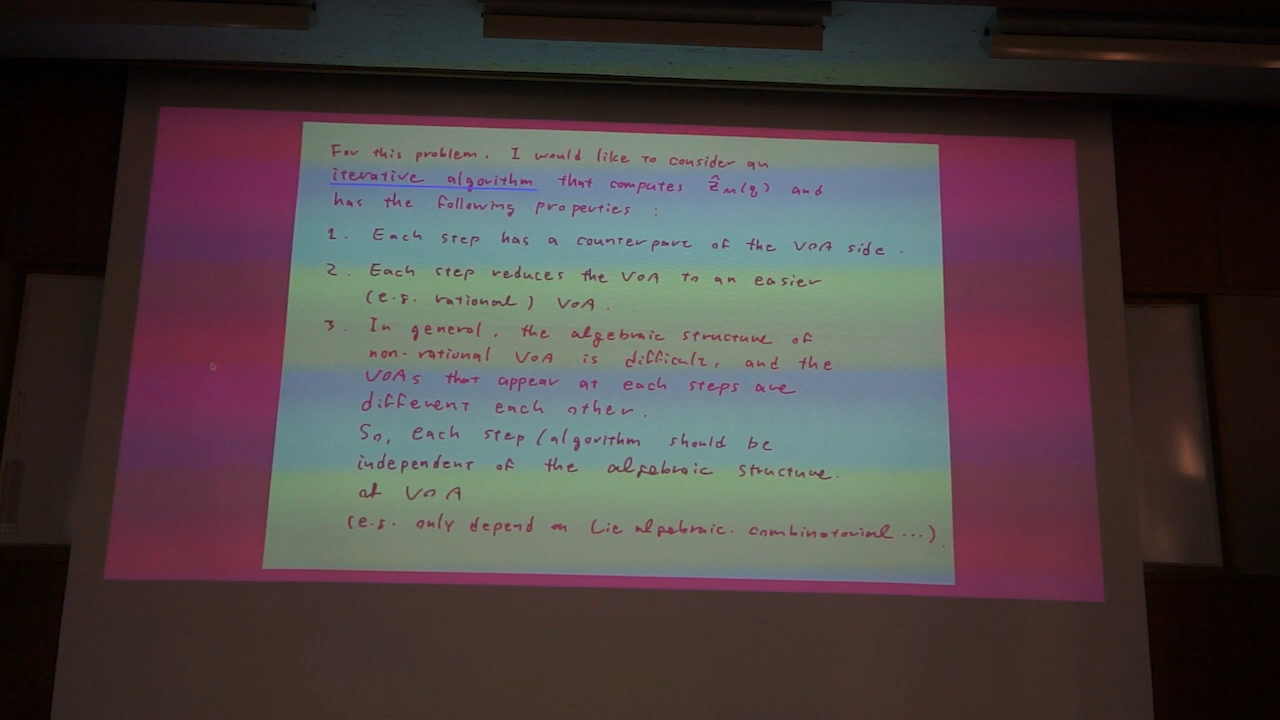 For this problem. I would like to consider an
iterative algorithm that computes Ẑ_M(q) and
has the following properties :
1. Each step has a counterpart of the VOA side.
2. Each step reduces the VOA to an easier
(e.g. rational) VOA.
3. In general, the algebraic structure of
non-rational VOA is difficult, and the
VOAs that appear at each steps are
different each other.
So, each step/algorithm should be
independent of the algebraic structure.
at VOA
(e.g. only depend on Lie algebraic. combinatorial ...).